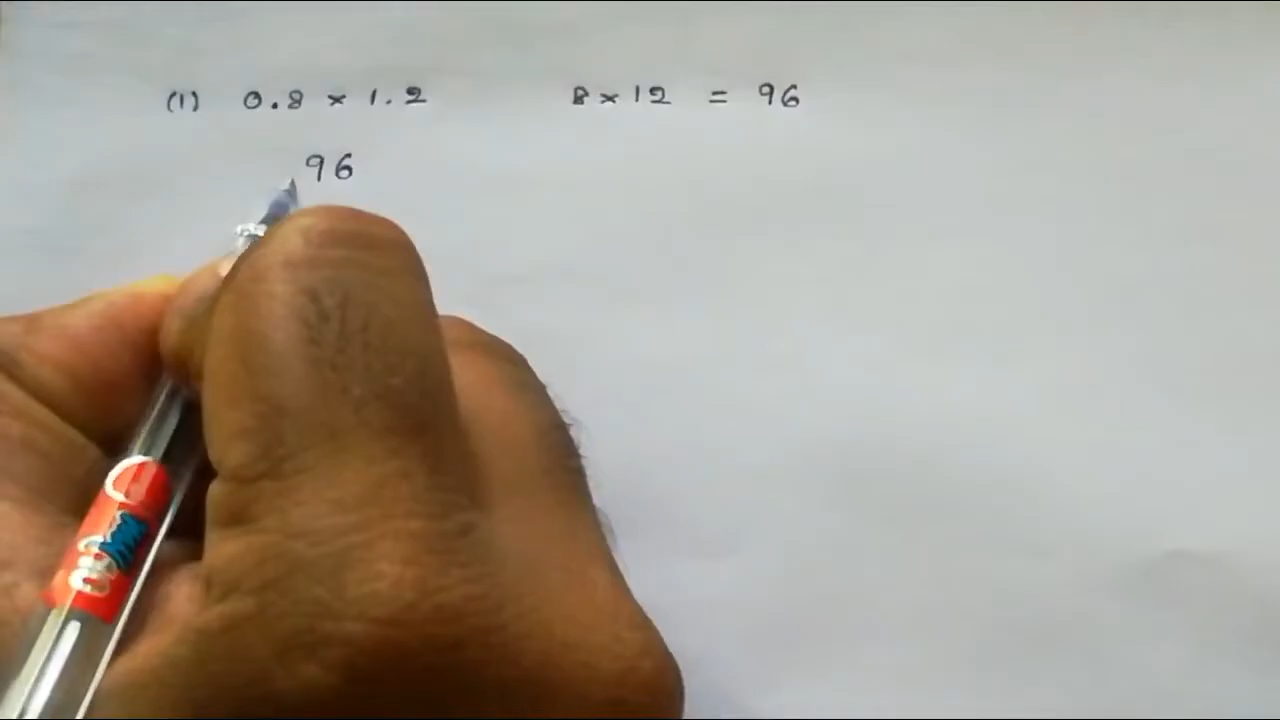 (1) 0.8 × 1.2 8 × 12 = 96
96